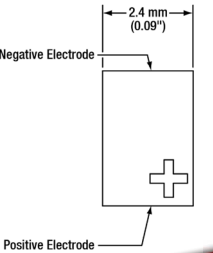 2.4 mm
(0.09")
Negative Electrode
Positive Electrode